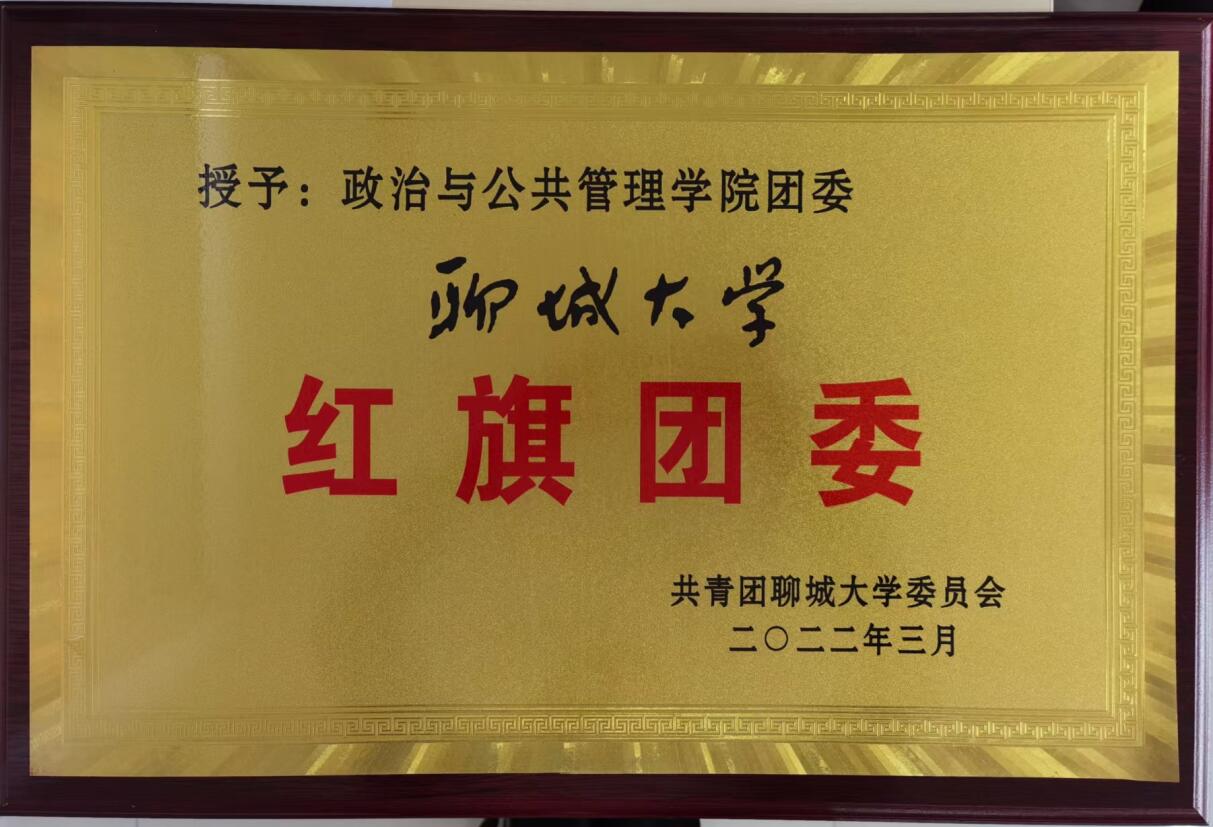 授予：政治与公共管理学院团委
聊城大学
红旗团委
共青团聊城大学委员会
二〇二二年三月